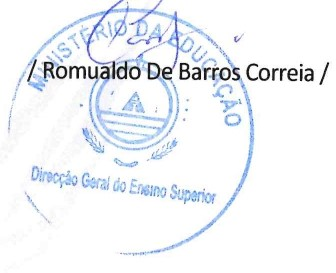 MINISTÉRIO DA EDUCAÇÃO
/ Romualdo De Barros Correia /
Direcção Geral do Ensino Superior